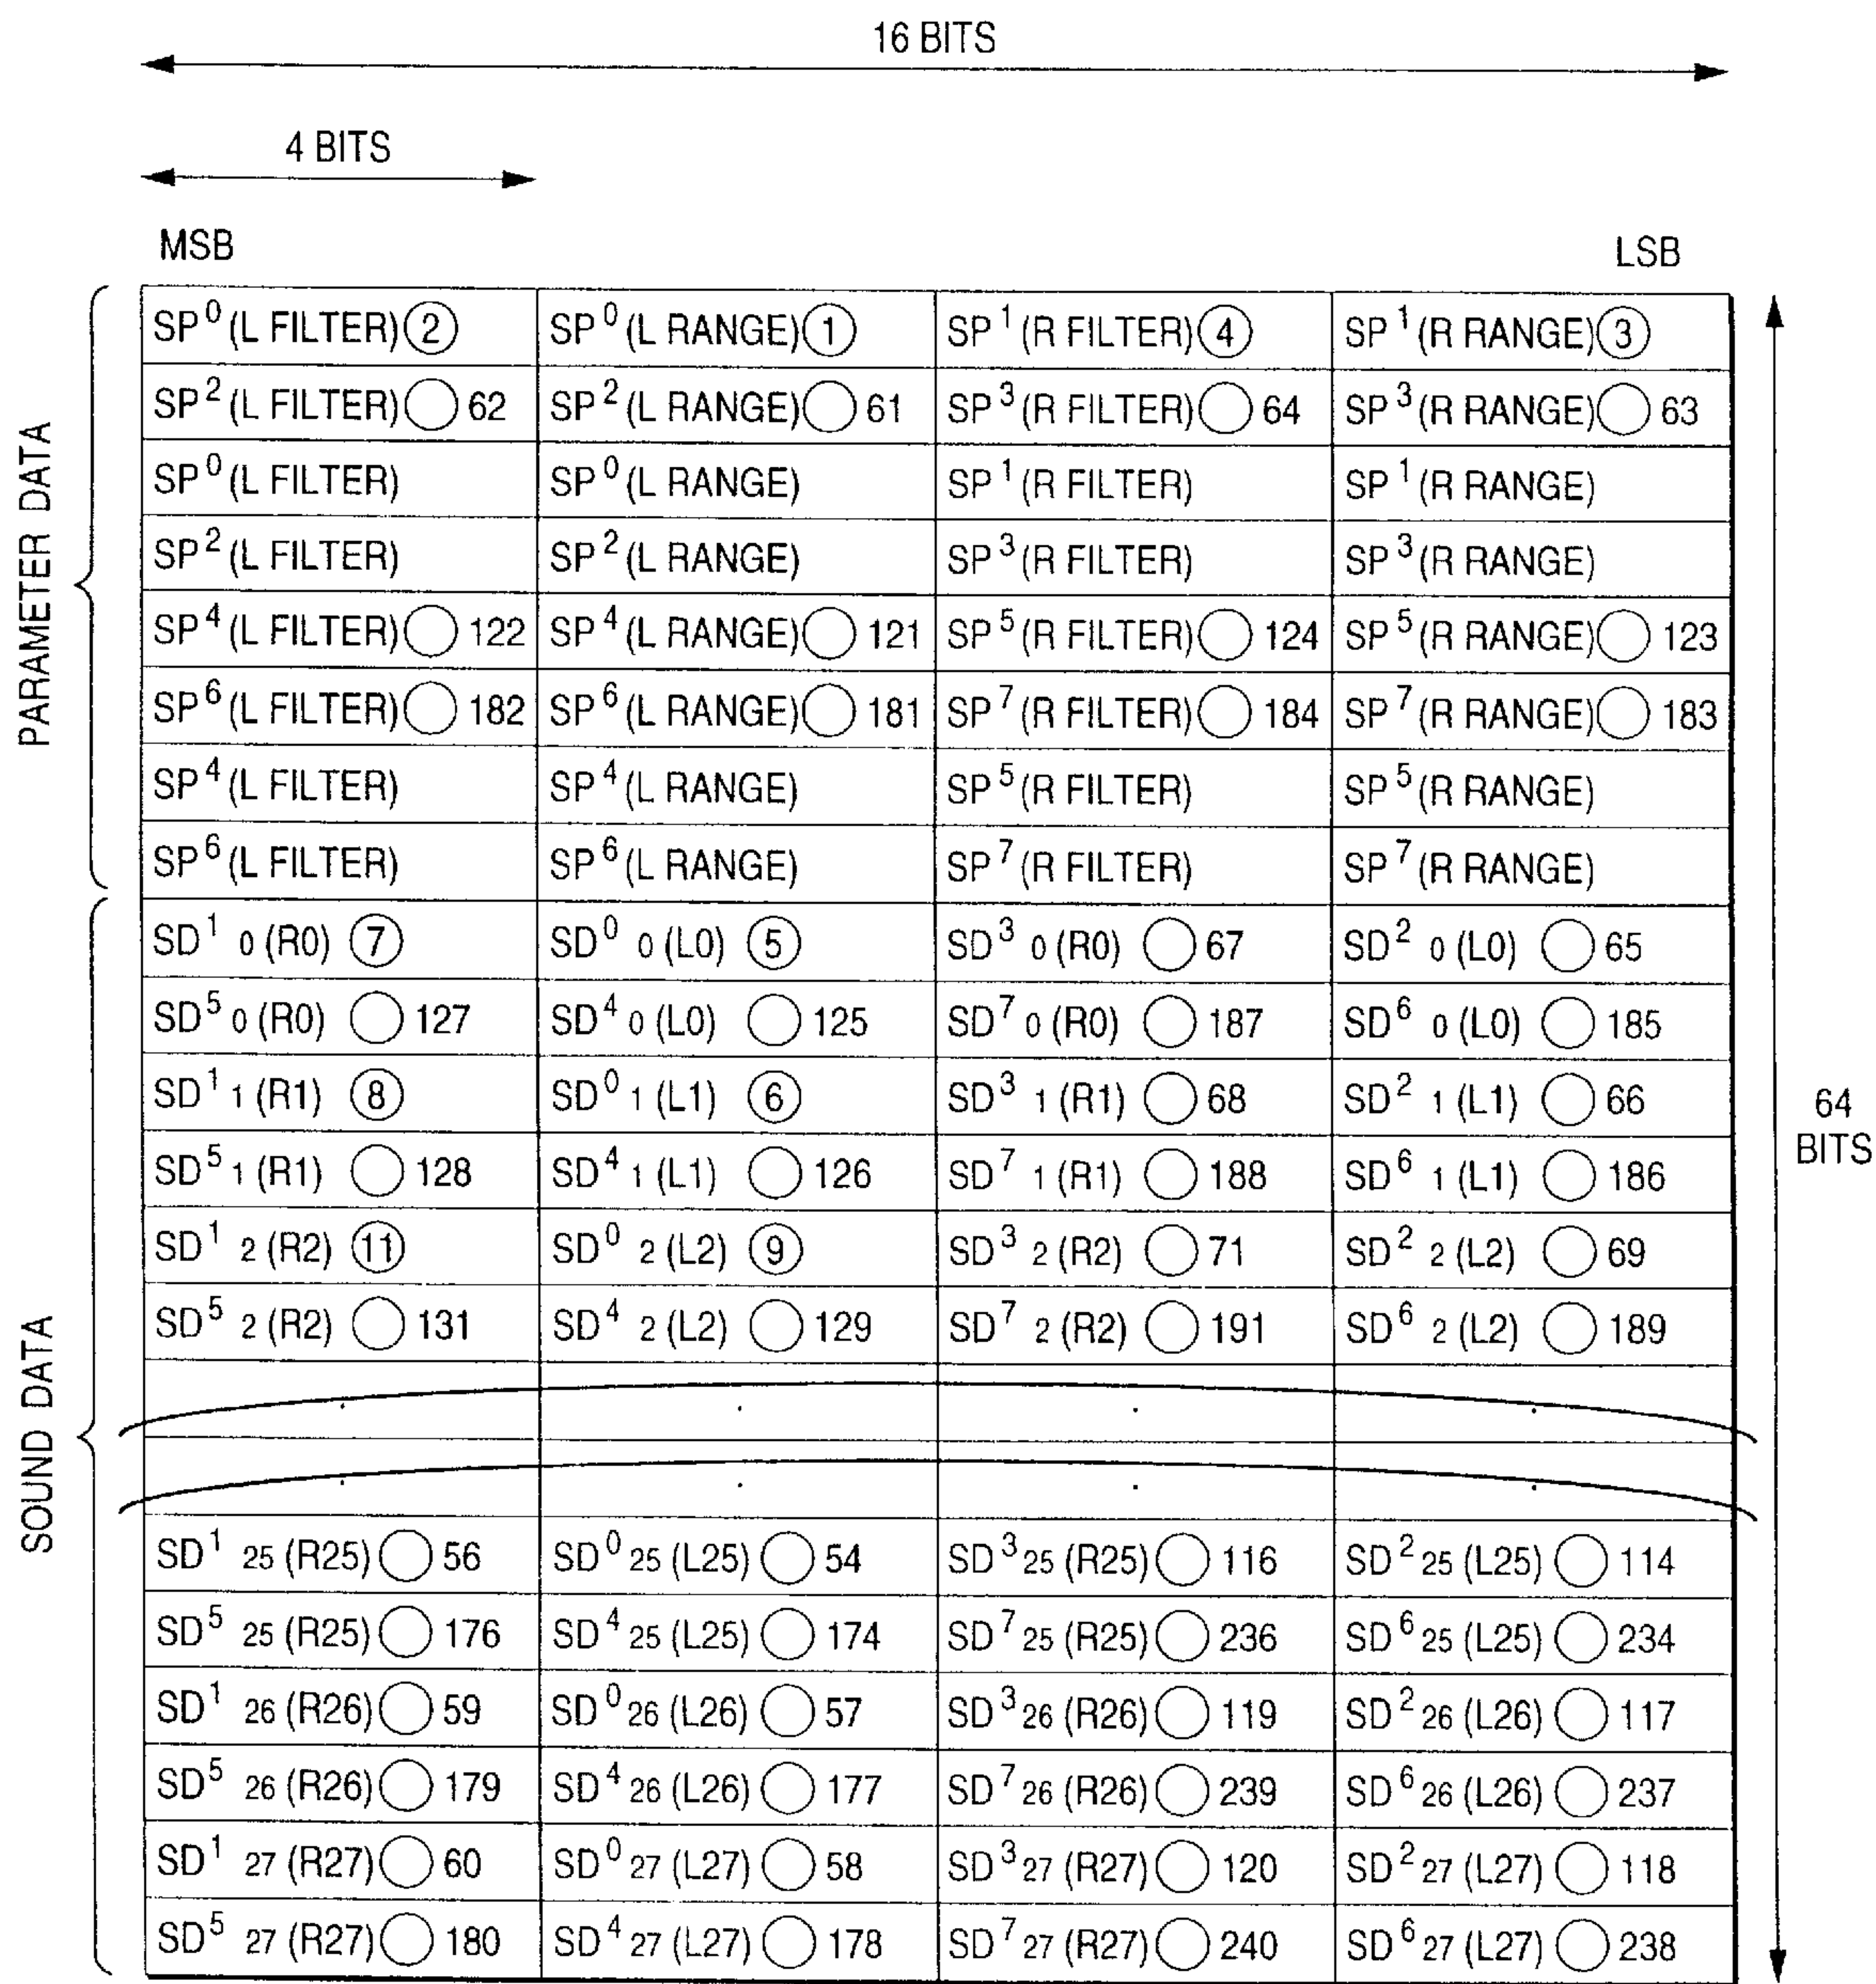 16 BITS
4 BITS
MSB LSB
PARAMETER DATA
SP⁰ (L FILTER) ② SP⁰ (L RANGE) ① SP¹ (R FILTER) ④ SP¹ (R RANGE) ③
SP² (L FILTER) ◯ 62 SP² (L RANGE) ◯ 61 SP³ (R FILTER) ◯ 64 SP³ (R RANGE) ◯ 63
SP⁰ (L FILTER) SP⁰ (L RANGE) SP¹ (R FILTER) SP¹ (R RANGE)
SP² (L FILTER) SP² (L RANGE) SP³ (R FILTER) SP³ (R RANGE)
SP⁴ (L FILTER) ◯ 122 SP⁴ (L RANGE) ◯ 121 SP⁵ (R FILTER) ◯ 124 SP⁵ (R RANGE) ◯ 123
SP⁶ (L FILTER) ◯ 182 SP⁶ (L RANGE) ◯ 181 SP⁷ (R FILTER) ◯ 184 SP⁷ (R RANGE) ◯ 183
SP⁴ (L FILTER) SP⁴ (L RANGE) SP⁵ (R FILTER) SP⁵ (R RANGE)
SP⁶ (L FILTER) SP⁶ (L RANGE) SP⁷ (R FILTER) SP⁷ (R RANGE)
SOUND DATA
SD¹ 0 (R0) ⑦ SD⁰ 0 (L0) ⑤ SD³ 0 (R0) ◯ 67 SD² 0 (L0) ◯ 65
SD⁵ 0 (R0) ◯ 127 SD⁴ 0 (L0) ◯ 125 SD⁷ 0 (R0) ◯ 187 SD⁶ 0 (L0) ◯ 185
SD¹ 1 (R1) ⑧ SD⁰ 1 (L1) ⑥ SD³ 1 (R1) ◯ 68 SD² 1 (L1) ◯ 66
SD⁵ 1 (R1) ◯ 128 SD⁴ 1 (L1) ◯ 126 SD⁷ 1 (R1) ◯ 188 SD⁶ 1 (L1) ◯ 186
SD¹ 2 (R2) ⑪ SD⁰ 2 (L2) ⑨ SD³ 2 (R2) ◯ 71 SD² 2 (L2) ◯ 69
SD⁵ 2 (R2) ◯ 131 SD⁴ 2 (L2) ◯ 129 SD⁷ 2 (R2) ◯ 191 SD⁶ 2 (L2) ◯ 189
. . . .
. . . .
SD¹ 25 (R25) ◯ 56 SD⁰ 25 (L25) ◯ 54 SD³ 25 (R25) ◯ 116 SD² 25 (L25) ◯ 114
SD⁵ 25 (R25) ◯ 176 SD⁴ 25 (L25) ◯ 174 SD⁷ 25 (R25) ◯ 236 SD⁶ 25 (L25) ◯ 234
SD¹ 26 (R26) ◯ 59 SD⁰ 26 (L26) ◯ 57 SD³ 26 (R26) ◯ 119 SD² 26 (L26) ◯ 117
SD⁵ 26 (R26) ◯ 179 SD⁴ 26 (L26) ◯ 177 SD⁷ 26 (R26) ◯ 239 SD⁶ 26 (L26) ◯ 237
SD¹ 27 (R27) ◯ 60 SD⁰ 27 (L27) ◯ 58 SD³ 27 (R27) ◯ 120 SD² 27 (L27) ◯ 118
SD⁵ 27 (R27) ◯ 180 SD⁴ 27 (L27) ◯ 178 SD⁷ 27 (R27) ◯ 240 SD⁶ 27 (L27) ◯ 238
64
BITS